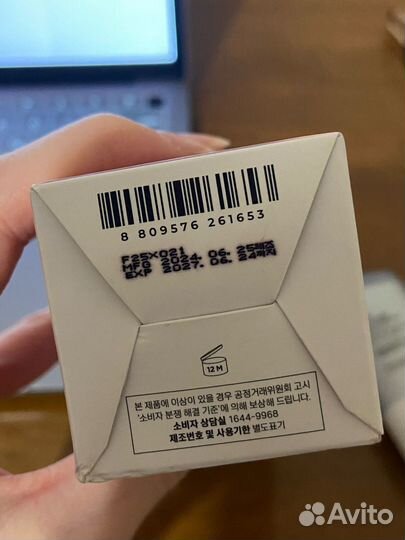 8 809576 261653
F25X021
MFG 2024. 06. 25제조
EXP 2027. 06. 24까지
12 M
본 제품에 이상이 있을 경우 공정거래위원회 고시
'소비자 분쟁 해결 기준'에 의해 보상해 드립니다.
소비자 상담실 1644-9968
제조번호 및 사용기한 별도표기
Avito